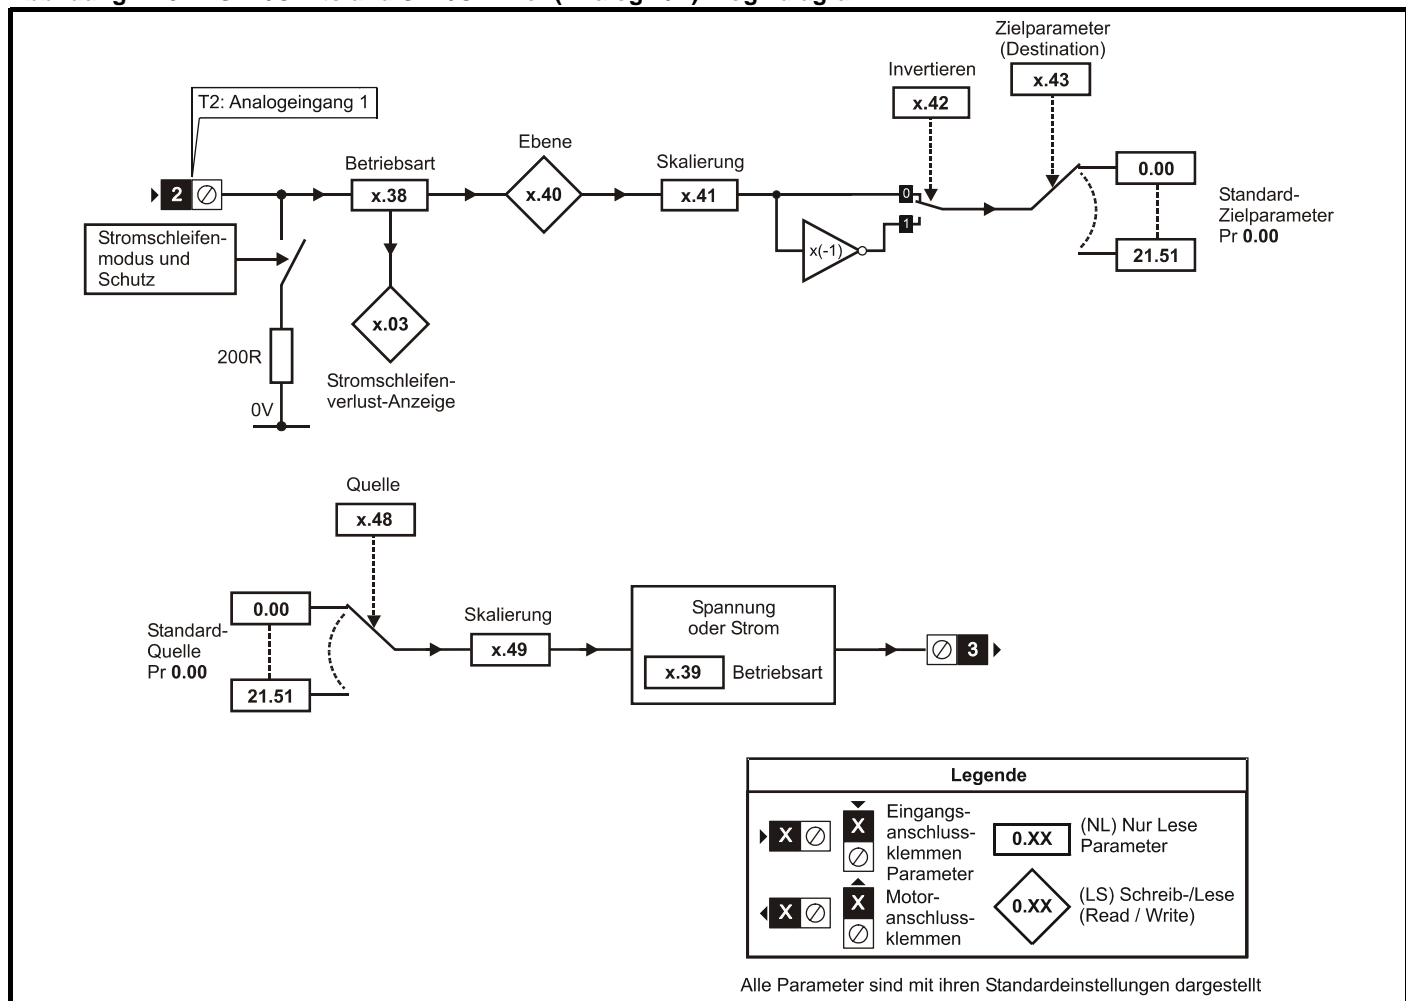 Zielparameter
(Destination)
x.43
Invertieren
x.42
T2: Analogeingang 1
2
Betriebsart
x.38
Ebene
x.40
Skalierung
x.41
0
1
x(-1)
0.00
21.51
Standard-
Zielparameter
Pr 0.00
Stromschleifen-
modus und
Schutz
x.03
Stromschleifen-
verlust-Anzeige
200R
0V
Quelle
x.48
Standard-
Quelle
Pr 0.00
0.00
21.51
Skalierung
x.49
Spannung
oder Strom
x.39 Betriebsart
3
Legende
X
X
Eingangs-
anschluss-
klemmen
Parameter
0.XX
(NL) Nur Lese
Parameter
X
X
Motor-
anschluss-
klemmen
0.XX
(LS) Schreib-/Lese
(Read / Write)
Alle Parameter sind mit ihren Standardeinstellungen dargestellt